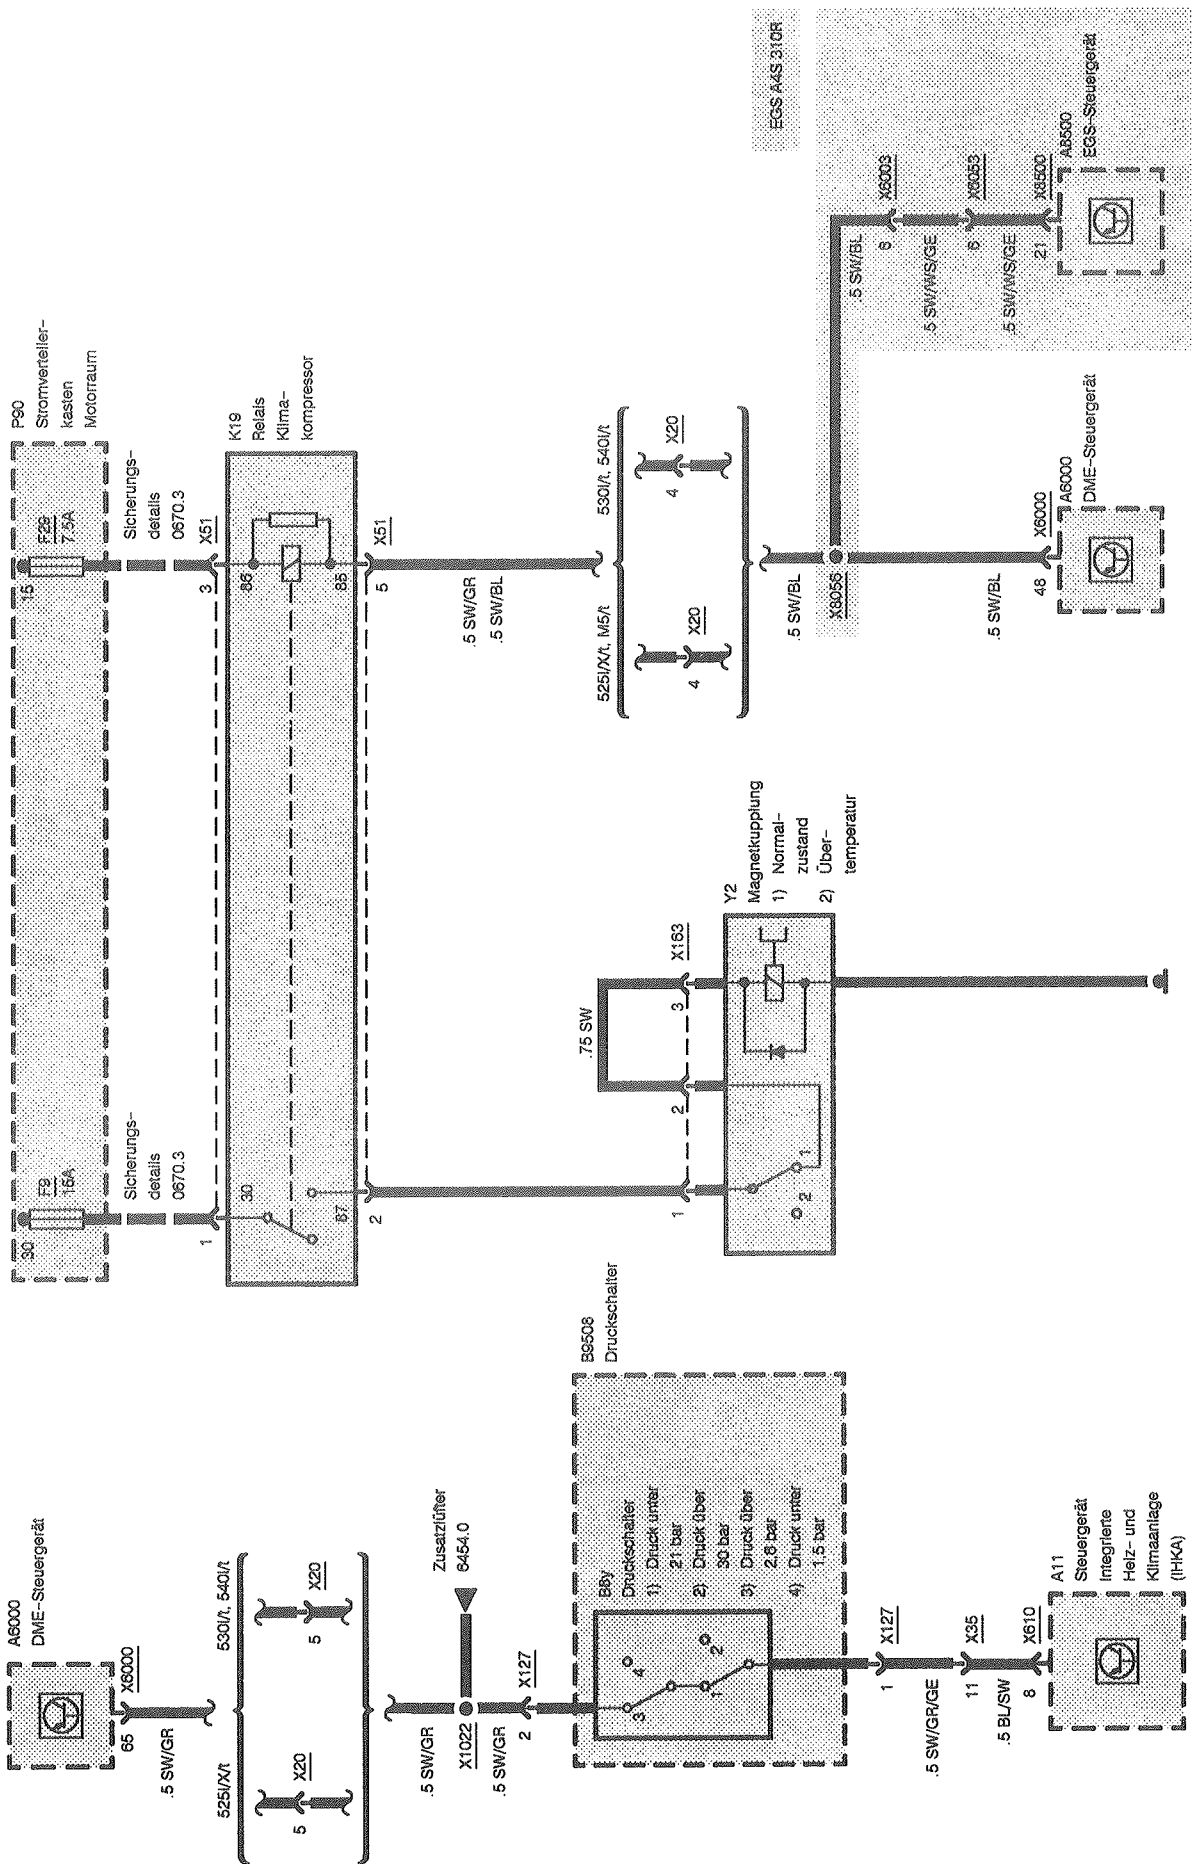 A6000
DME-Steuergerät
X6000
65
.5 SW/GR
525i/X/t
530i/t, 540i/t
X20
5
X20
5
.5 SW/GR
X1022
Zusatzlüfter
6454.0
.5 SW/GR
X127
2
B9508
Druckschalter
B8y
Druckschalter
1) Druck unter
21 bar
2) Druck über
30 bar
3) Druck über
2.8 bar
4) Druck unter
1.5 bar
3
4
1
2
X127
1
.5 SW/GR/GE
X35
11
.5 BL/SW
X610
8
A11
Steuergerät
Integrierte
Heiz- und
Klimaanlage
(IHKA)
P90
Stromverteiler-
kasten
Motorraum
30
F9
15A
15
F29
7.5A
Sicherungs-
details
0670.3
Sicherungs-
details
0670.3
1
3
X51
K19
Relais
Klima-
kompressor
30
87
86
85
2
5
X51
.5 SW/GR
.5 SW/BL
525i/X/t, M5/t
530i/t, 540i/t
X20
4
X20
4
.5 SW/BL
X8056
.5 SW/BL
X6000
48
A6000
DME-Steuergerät
.75 SW
1
2
3
X163
Y2
Magnetkupplung
1) Normal-
zustand
2) Über-
temperatur
2
1
EGS A4S 310R
.5 SW/BL
X6003
6
.5 SW/WS/GE
X6053
6
.5 SW/WS/GE
X8500
21
A8500
EGS-Steuergerät